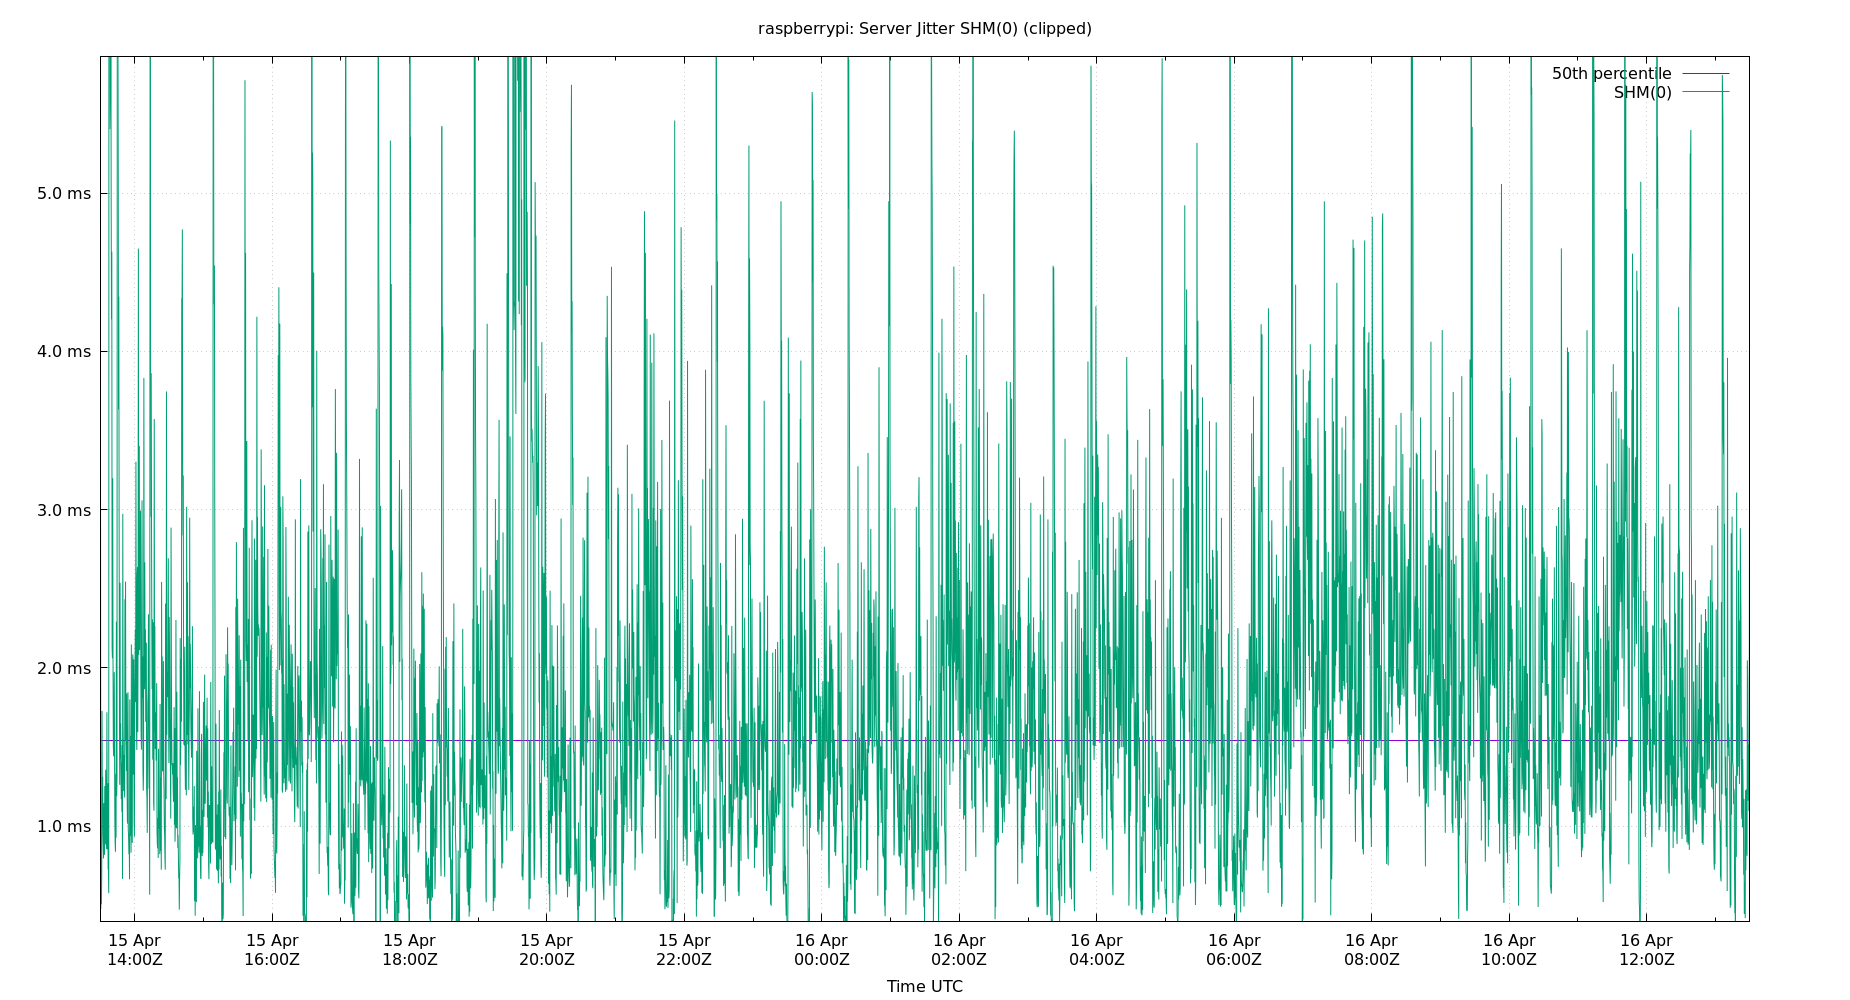 raspberrypi: Server Jitter SHM(0) (clipped)
50th percentile
SHM(0)
5.0 ms
4.0 ms
3.0 ms
2.0 ms
1.0 ms
15 Apr 15 Apr 15 Apr 15 Apr 15 Apr 16 Apr 16 Apr 16 Apr 16 Apr 16 Apr 16 Apr 16 Apr
14:00Z 16:00Z 18:00Z 20:00Z 22:00Z 00:00Z 02:00Z 04:00Z 06:00Z 08:00Z 10:00Z 12:00Z
Time UTC